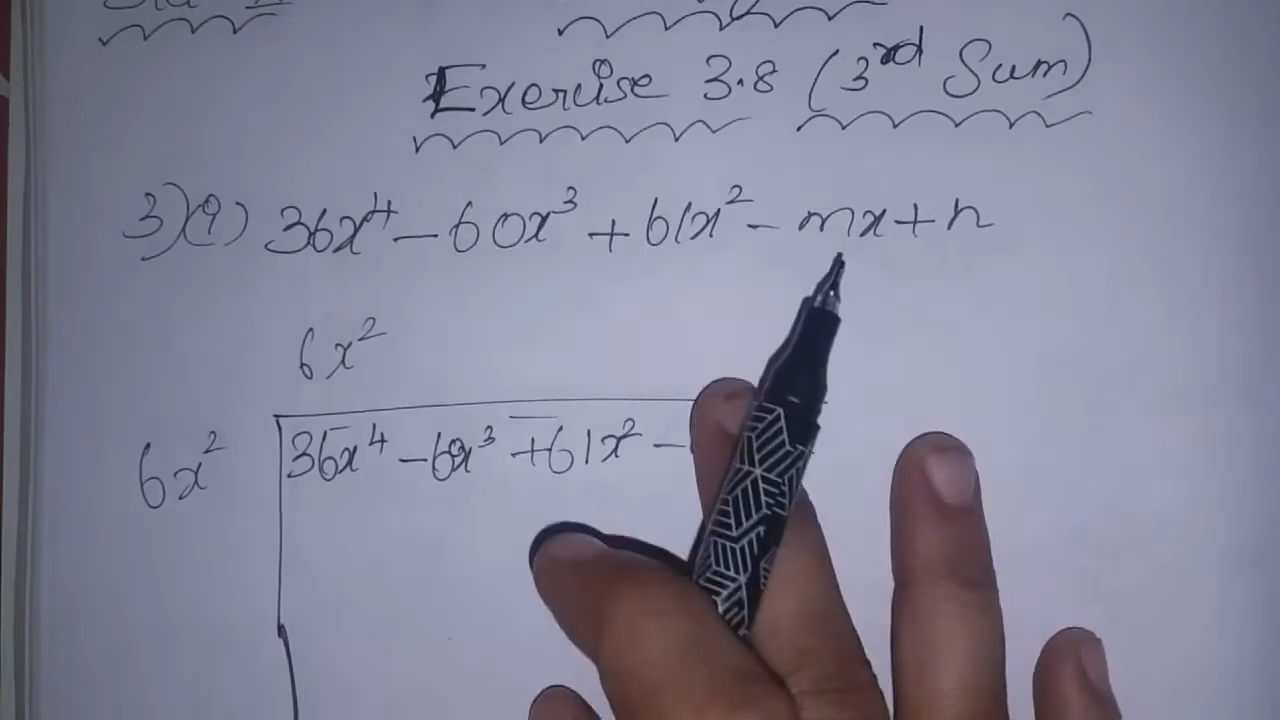 Exercise 3.8 (3rd Sum)
3)(i) 36x⁴ - 60x³ + 61x² - mx + n
6x²
6x² 36x⁴ - 60x³ + 61x² -